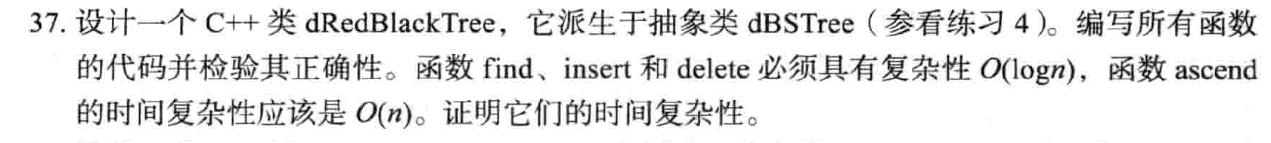 37. 设计一个 C++ 类 dRedBlackTree，它派生于抽象类 dBSTree（参看练习 4）。编写所有函数
的代码并检验其正确性。函数 find、insert 和 delete 必须具有复杂性 O(logn)，函数 ascend
的时间复杂性应该是 O(n)。证明它们的时间复杂性。